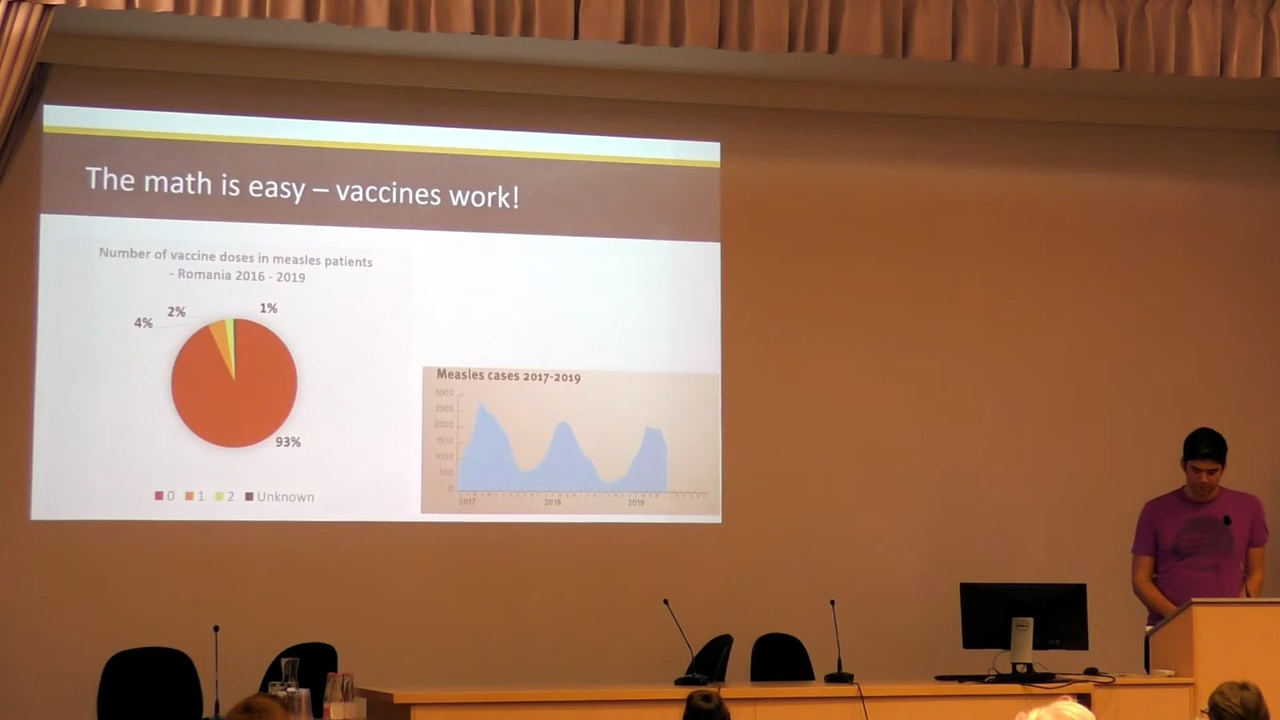 The math is easy – vaccines work!
Number of vaccine doses in measles patients
- Romania 2016 - 2019
2%
1%
4%
93%
0 1 2 Unknown
Measles cases 2017-2019
3000
2500
2000
1500
1000
500
0
2017 2018 2019